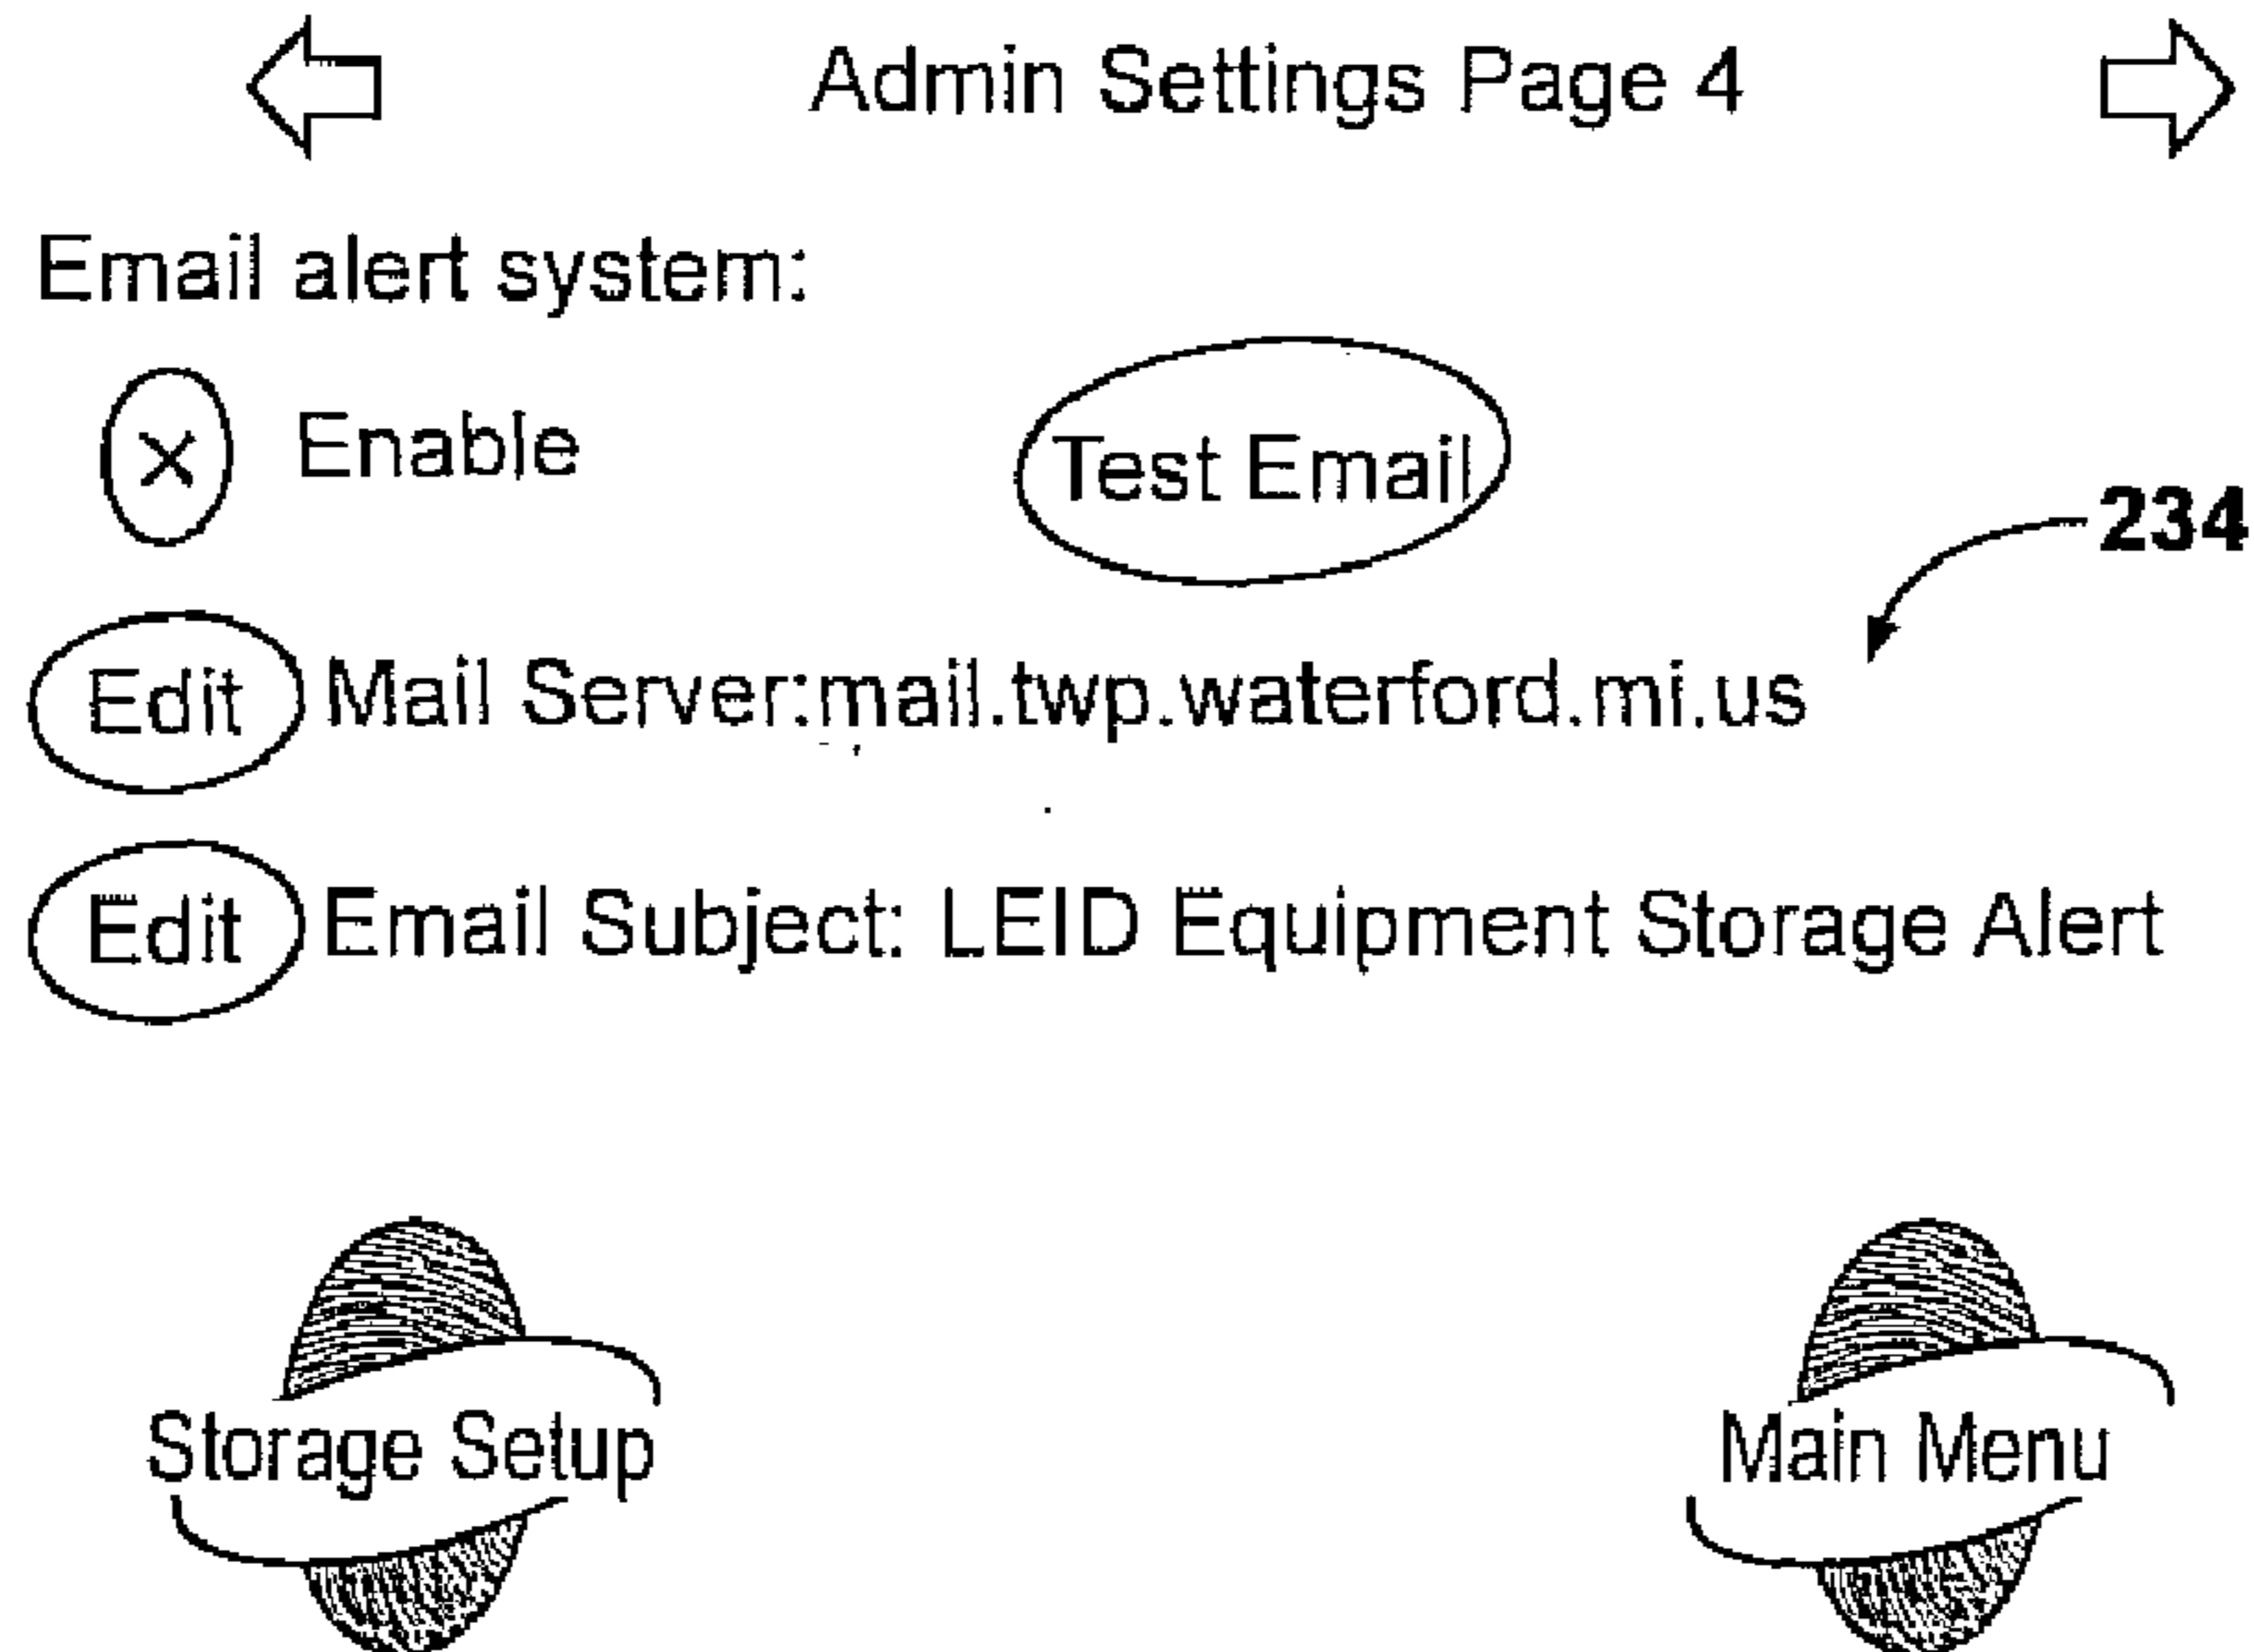 Admin Settings Page 4
Email alert system:
X Enable
Test Email
234
Edit Mail Server:mail.twp.waterford.mi.us
Edit Email Subject: LEID Equipment Storage Alert
Storage Setup
Main Menu